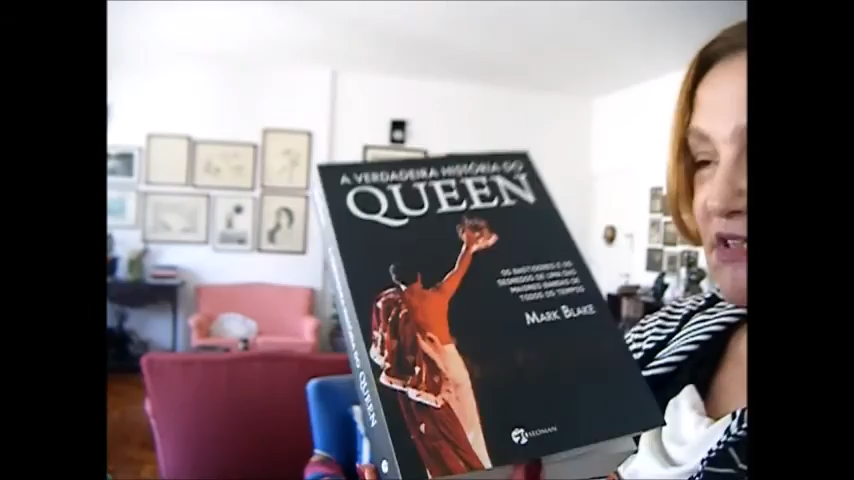 A VERDADEIRA HISTÓRIA DO
QUEEN
OS BASTIDORES E OS
SEGREDOS DE UMA DAS
MAIORES BANDAS DE
TODOS OS TEMPOS
MARK BLAKE
SEOMAN
QUEEN